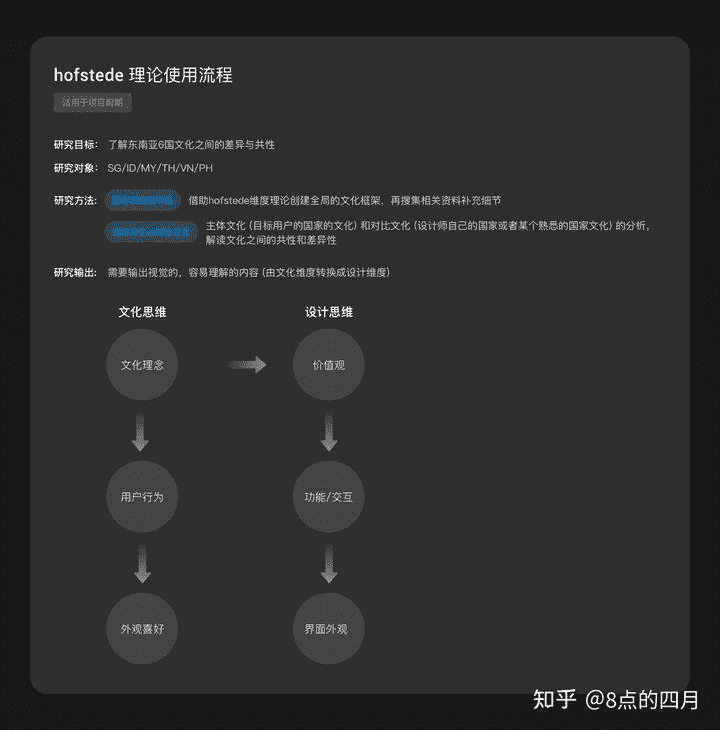 hofstede 理论使用流程
适用于项目前期
研究目标： 了解东南亚6国文化之间的差异与共性
研究对象： SG/ID/MY/TH/VN/PH
研究方法： 借助hofstede维度理论创建全局的文化框架，再搜集相关资料补充细节
主体文化 (目标用户的国家的文化) 和对比文化 (设计师自己的国家或者某个熟悉的国家文化) 的分析，
解读文化之间的共性和差异性
研究输出： 需要输出视觉的，容易理解的内容 (由文化维度转换成设计维度)
文化思维 设计思维
文化理念 价值观
用户行为 功能/交互
外观喜好 界面外观
知乎 @8点的四月